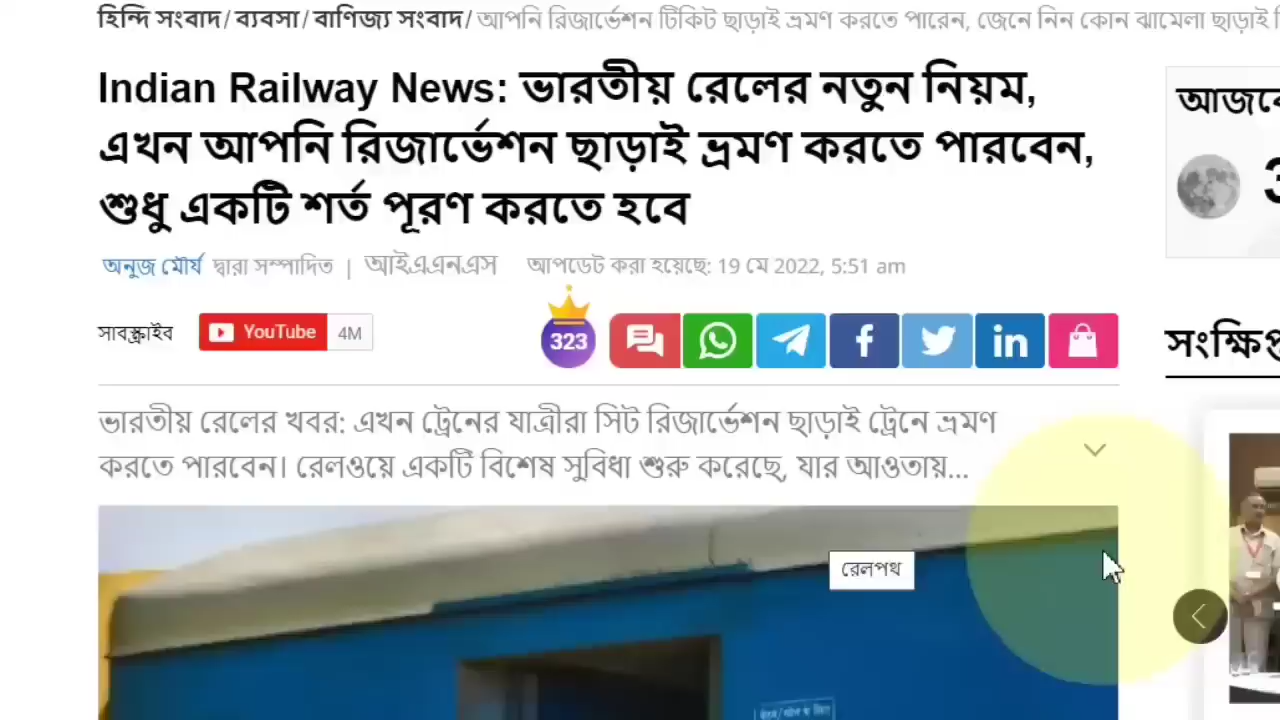 হিন্দি সংবাদ/ ব্যবসা/ বাণিজ্য সংবাদ/ আপনি রিজার্ভেশন টিকিট ছাড়াই ভ্রমণ করতে পারেন, জেনে নিন কোন ঝামেলা ছাড়াই
আজকে
Indian Railway News: ভারতীয় রেলের নতুন নিয়ম,
এখন আপনি রিজার্ভেশন ছাড়াই ভ্রমণ করতে পারবেন,
শুধু একটি শর্ত পূরণ করতে হবে
অনুজ মৌর্য দ্বারা সম্পাদিত | আইএএনএস আপডেট করা হয়েছে: 19 মে 2022, 5:51 am
সাবস্ক্রাইব YouTube 4M 323
সংক্ষিপ্ত
ভারতীয় রেলের খবর: এখন ট্রেনের যাত্রীরা সিট রিজার্ভেশন ছাড়াই ট্রেনে ভ্রমণ
করতে পারবেন। রেলওয়ে একটি বিশেষ সুবিধা শুরু করেছে, যার আওতায়...
রেলপথ